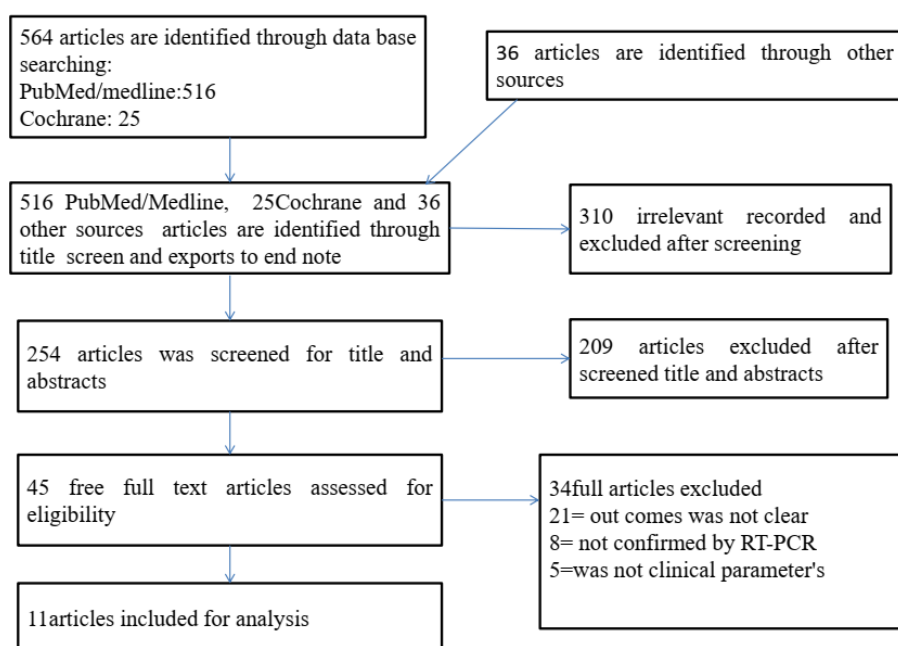 564 articles are identified through data base
searching:
PubMed/medline:516
Cochrane: 25
36 articles are identified through other
sources
516 PubMed/Medline, 25Cochrane and 36
other sources articles are identified through
title screen and exports to end note
310 irrelevant recorded and
excluded after screening
254 articles was screened for title and
abstracts
209 articles excluded after
screened title and abstracts
45 free full text articles assessed for
eligibility
34full articles excluded
21= out comes was not clear
8= not confirmed by RT-PCR
5=was not clinical parameter's
11articles included for analysis